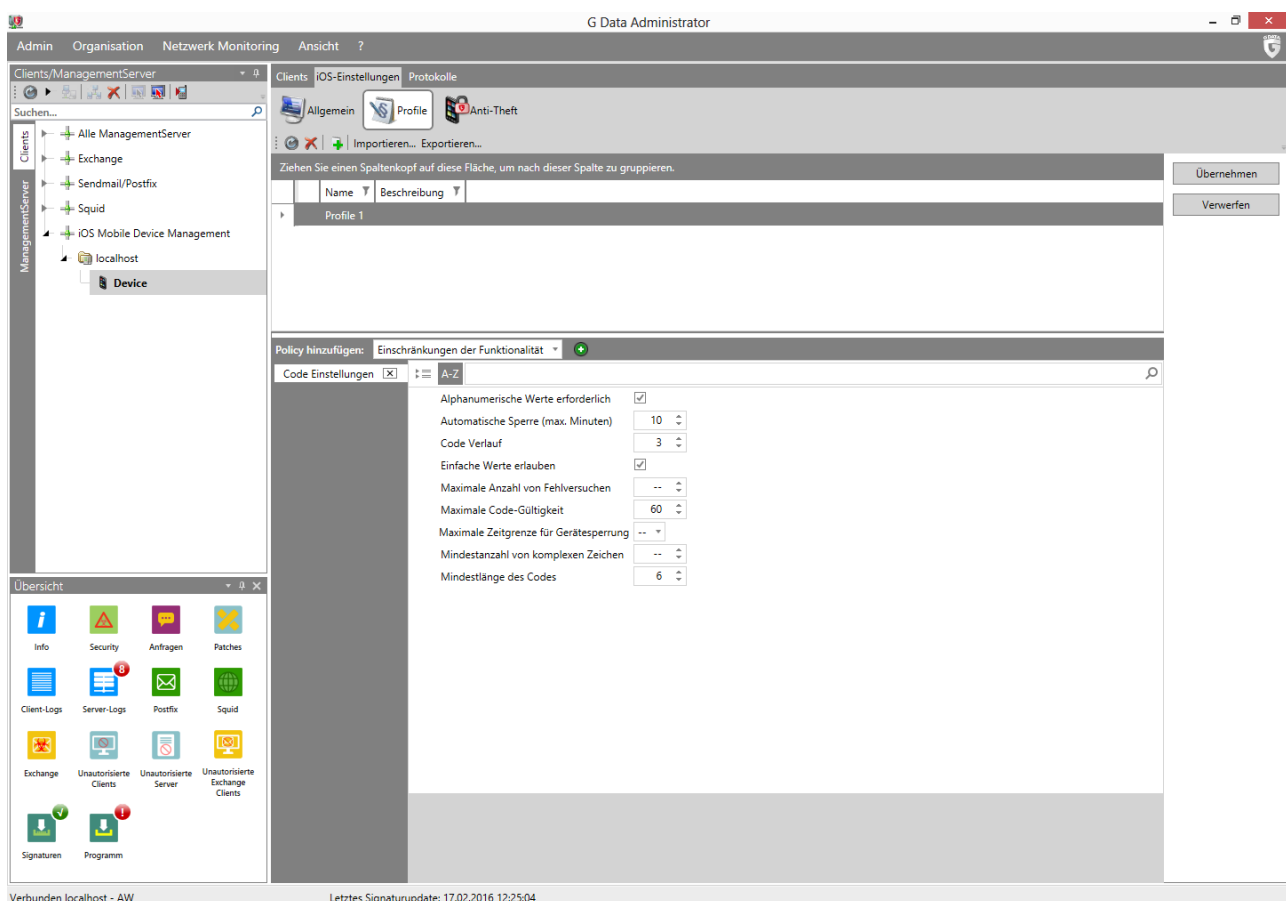 G Data Administrator
Admin Organisation Netzwerk Monitoring Ansicht ?
G DATA
Clients/ManagementServer
Suchen...
Clients
ManagementServer
Alle ManagementServer
Exchange
Sendmail/Postfix
Squid
iOS Mobile Device Management
localhost
Device
Clients iOS-Einstellungen Protokolle
Allgemein Profile Anti-Theft
Importieren... Exportieren...
Ziehen Sie einen Spaltenkopf auf diese Fläche, um nach dieser Spalte zu gruppieren.
Name Beschreibung
Profile 1
Übernehmen
Verwerfen
Policy hinzufügen: Einschränkungen der Funktionalität
Code Einstellungen
A-Z
Alphanumerische Werte erforderlich
Automatische Sperre (max. Minuten) 10
Code Verlauf 3
Einfache Werte erlauben
Maximale Anzahl von Fehlversuchen --
Maximale Code-Gültigkeit 60
Maximale Zeitgrenze für Gerätesperrung --
Mindestanzahl von komplexen Zeichen --
Mindestlänge des Codes 6
Übersicht
Info Security Anfragen Patches
8
Client-Logs Server-Logs Postfix Squid
Exchange Unautorisierte Clients Unautorisierte Server Unautorisierte Exchange Clients
Signaturen Programm
Verbunden localhost - AW
Letztes Signaturupdate: 17.02.2016 12:25:04